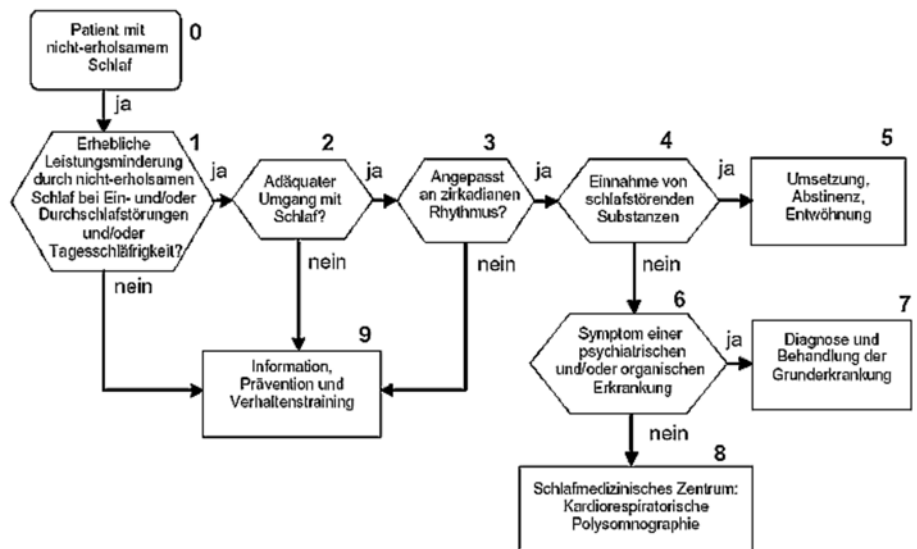 Patient mit
nicht-erholsamem
Schlaf
0
ja
Erhebliche
Leistungsminderung
durch nicht-erholsamen
Schlaf bei Ein- und/oder
Durchschlafstörungen
und/oder
Tagesschläfrigkeit?
1
ja
nein
Adäquater
Umgang mit
Schlaf?
2
ja
nein
Angepasst
an zirkadianen
Rhythmus?
3
ja
nein
Einnahme von
schlafstörenden
Substanzen
4
ja
nein
Umsetzung,
Abstinenz,
Entwöhnung
5
Symptom einer
psychiatrischen
und/oder organischen
Erkrankung
6
ja
nein
Diagnose und
Behandlung der
Grunderkrankung
7
Schlafmedizinisches Zentrum:
Kardiorespiratorische
Polysomnographie
8
Information,
Prävention und
Verhaltenstraining
9